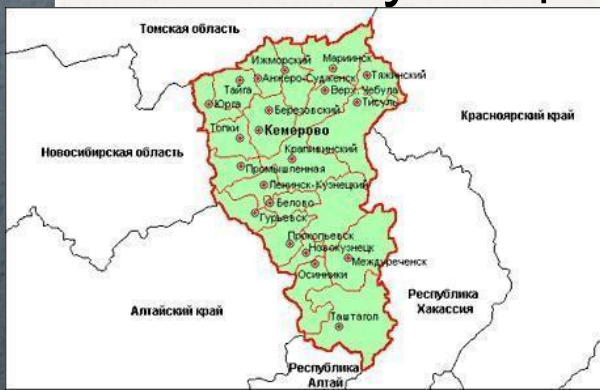 Томская область
Ижморский
Мариинск
Тяжинский
Анжеро-Судженск
Тайга
Верх. Чебула
Юрга
Тисуль
Березовский
Красноярский край
Топки
Кемерово
Крапивинский
Новосибирская область
Промышленная
Ленинск-Кузнецкий
Белово
Гурьевск
Прокопьевск
Новокузнецк
Междуреченск
Осинники
Республика
Хакассия
Алтайский край
Таштагол
Республика
Алтай